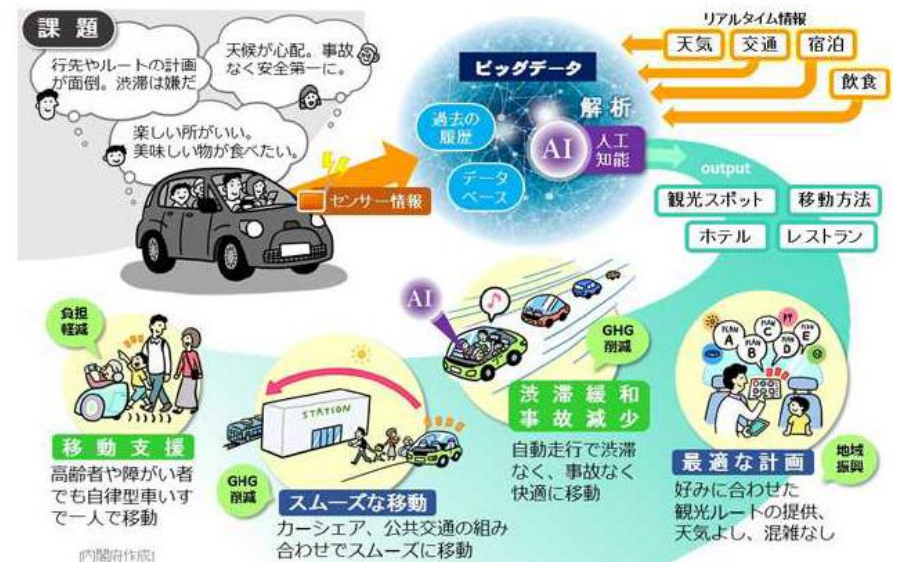 課題
行先やルートの計画
が面倒。渋滞は嫌だ
天候が心配。事故
なく安全第一に。
楽しい所がいい。
美味しい物が食べたい。
センサー情報
ビッグデータ
過去の
履歴
データ
ベース
解析
AI
人工
知能
リアルタイム情報
天気
交通
宿泊
飲食
output
観光スポット
移動方法
ホテル
レストラン
PLAN
A
PLAN
B
PLAN
C
PLAN
D
PLAN
E
最適な計画
地域
振興
好みに合わせた
観光ルートの提供、
天気よし、混雑なし
AI
GHG
削減
渋滞緩和
事故減少
自動走行で渋滞
なく、事故なく
快適に移動
STATION
GHG
削減
スムーズな移動
カーシェア、公共交通の組み
合わせでスムーズに移動
負担
軽減
移動支援
高齢者や障がい者
でも自律型車いす
で一人で移動
[内閣府作成]